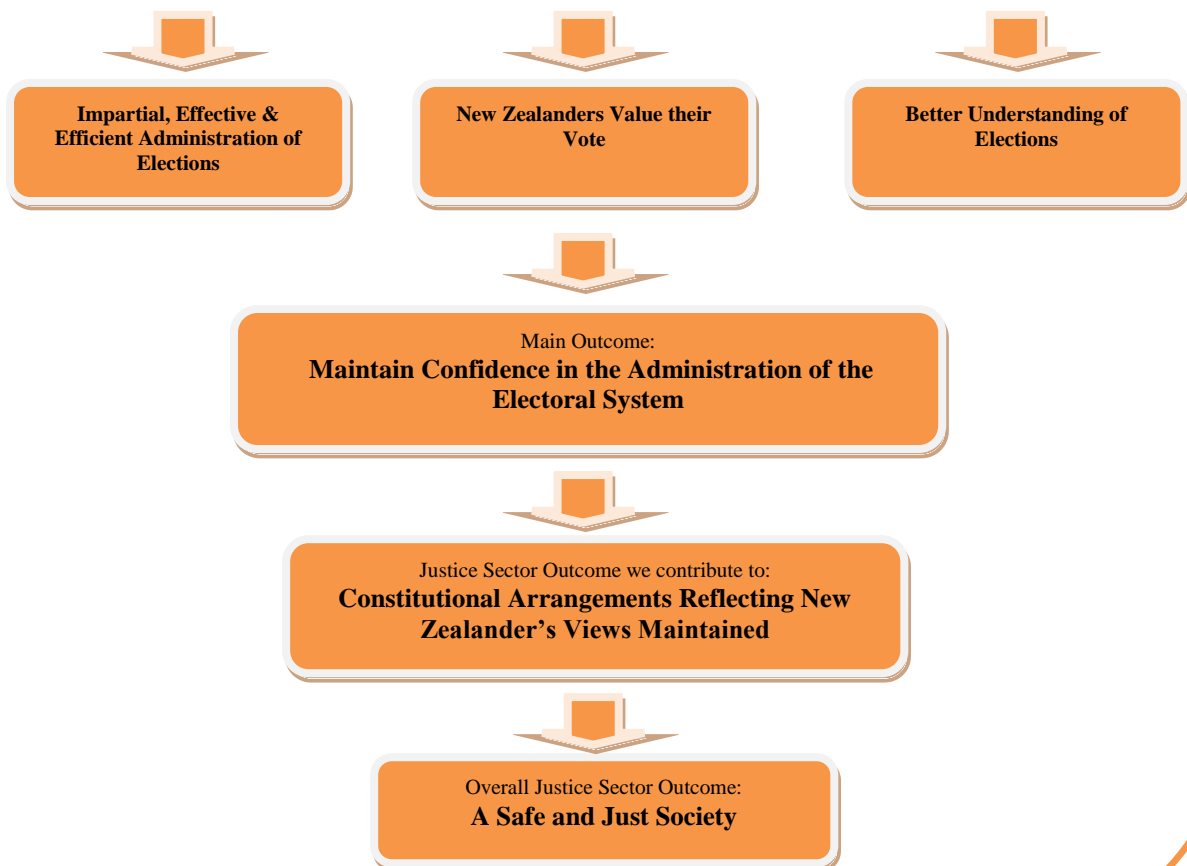 Impartial, Effective &
Efficient Administration of
Elections
New Zealanders Value their
Vote
Better Understanding of
Elections
Main Outcome:
Maintain Confidence in the Administration of the
Electoral System
Justice Sector Outcome we contribute to:
Constitutional Arrangements Reflecting New
Zealander’s Views Maintained
Overall Justice Sector Outcome:
A Safe and Just Society